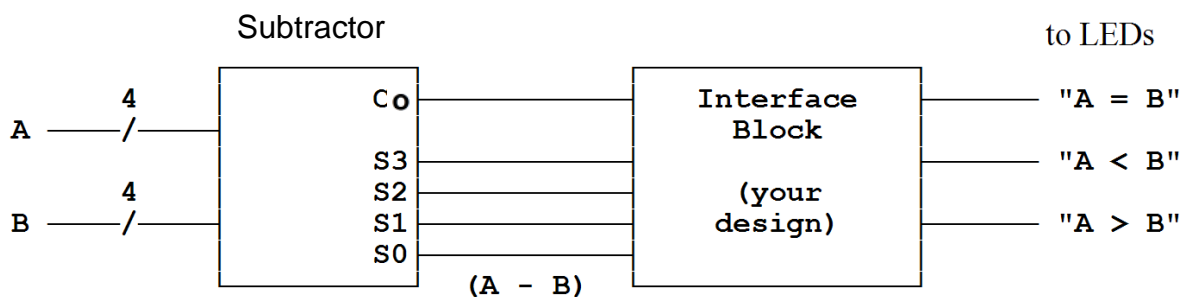 Subtractor
to LEDs
4
A
4
B
Co
S3
S2
S1
S0
(A - B)
Interface
Block
(your
design)
"A = B"
"A < B"
"A > B"